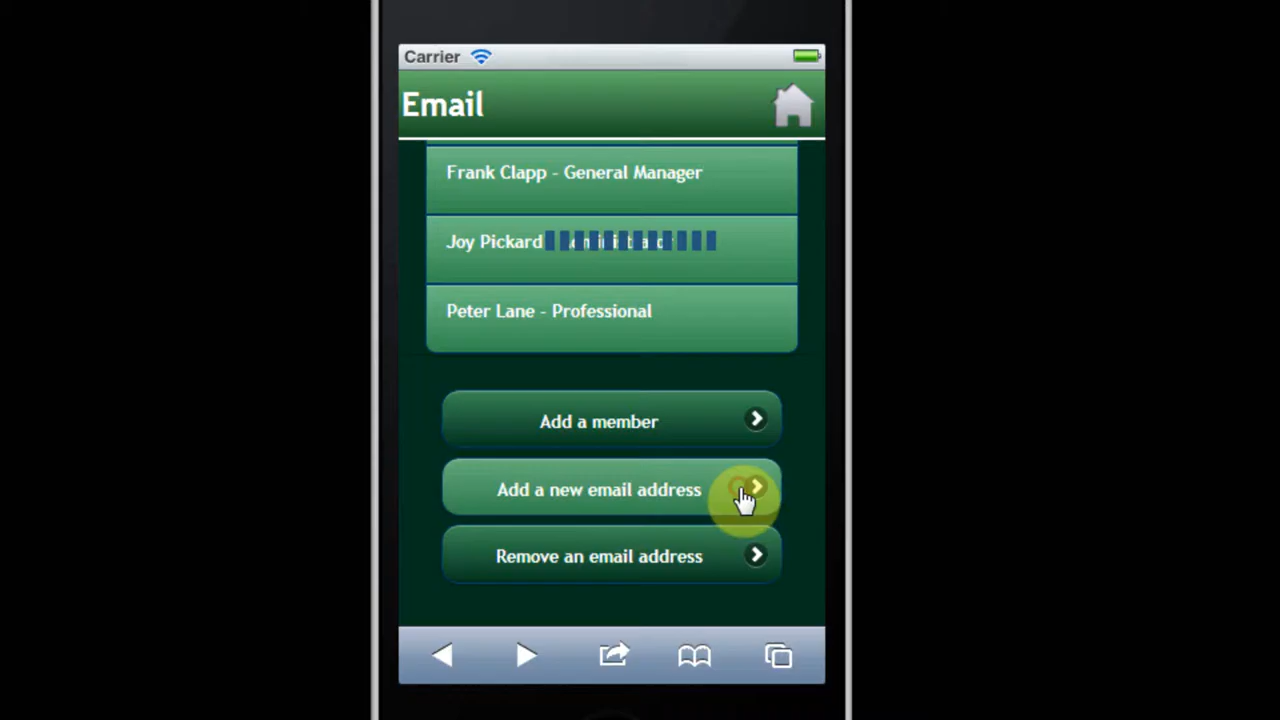 Carrier
Email
Frank Clapp - General Manager
Joy Pickard
Peter Lane - Professional
Add a member
Add a new email address
Remove an email address